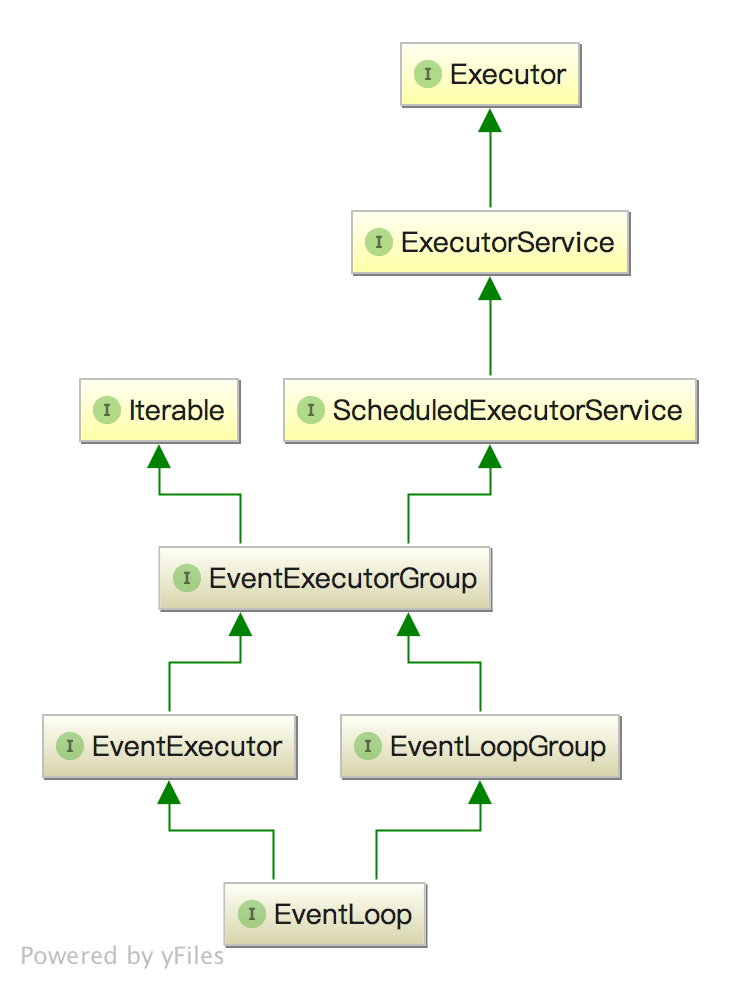 I Executor
I ExecutorService
I Iterable
I ScheduledExecutorService
I EventExecutorGroup
I EventExecutor
I EventLoopGroup
I EventLoop
Powered by yFiles